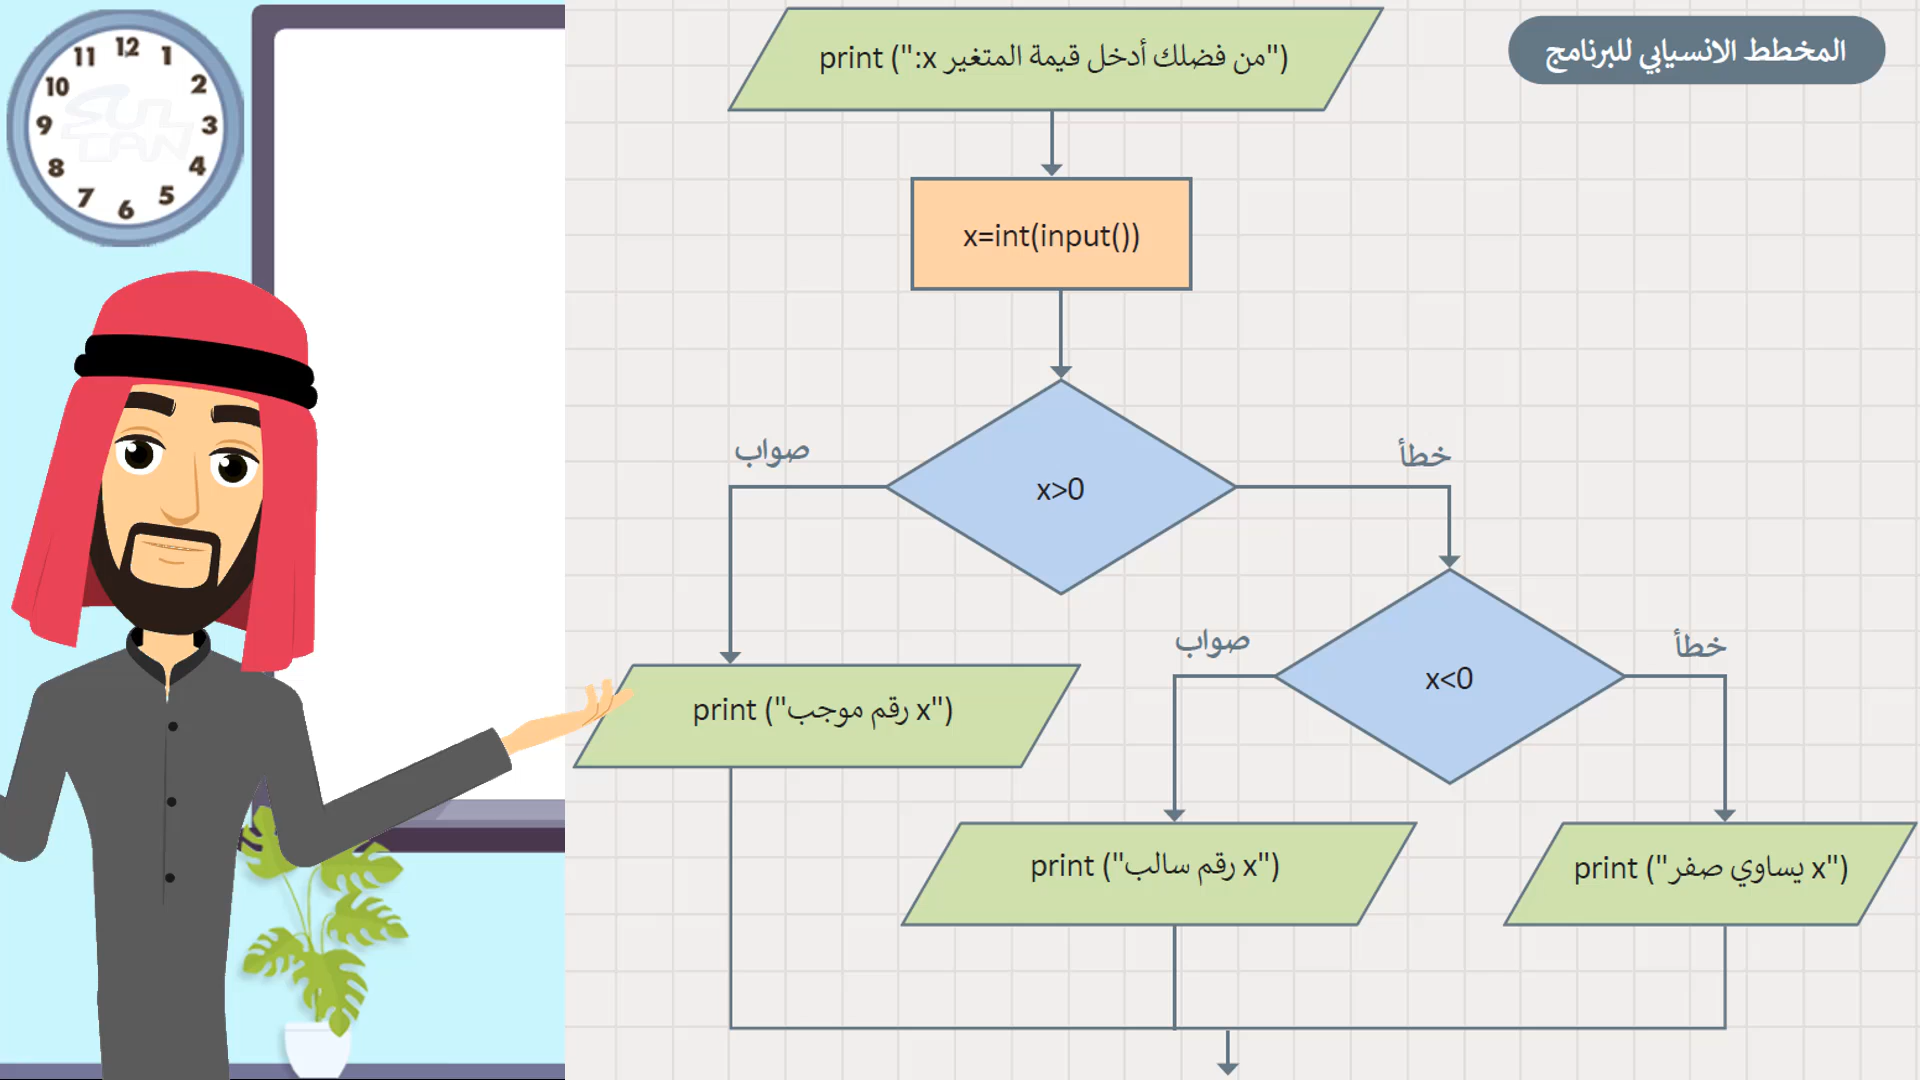 المخطط الانسيابي للبرنامج
print ("من فضلك أدخل قيمة المتغير x:")
x=int(input())
x>0
صواب
خطأ
x<0
صواب
خطأ
print ("x رقم موجب")
print ("x رقم سالب")
print ("x يساوي صفر")
12
1
2
3
4
5
6
7
8
9
10
11
SULTAN